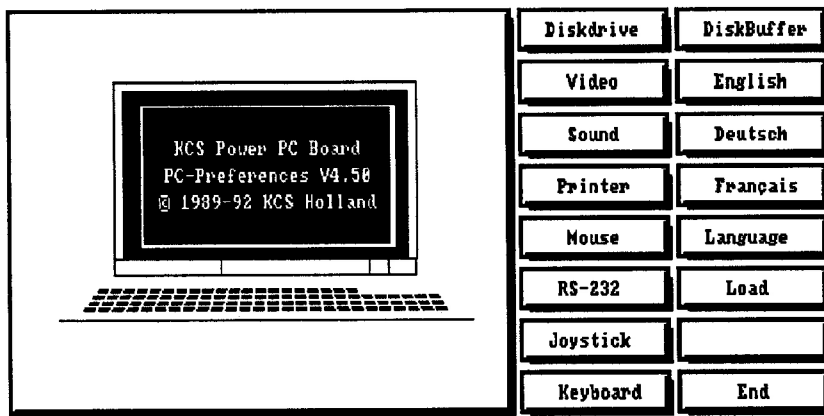 KCS Power PC Board
PC-Preferences V4.50
© 1989-92 KCS Holland
Diskdrive
DiskBuffer
Video
English
Sound
Deutsch
Printer
Français
Mouse
Language
RS-232
Load
Joystick
Keyboard
End